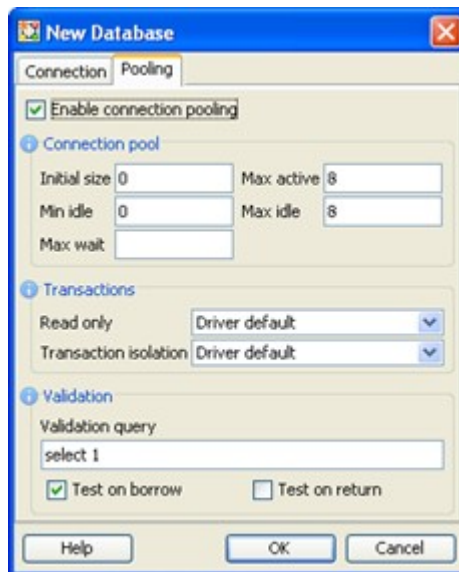 New Database
Connection Pooling
Enable connection pooling
Connection pool
Initial size 0 Max active 8
Min idle 0 Max idle 8
Max wait
Transactions
Read only Driver default
Transaction isolation Driver default
Validation
Validation query
select 1
Test on borrow Test on return
Help OK Cancel